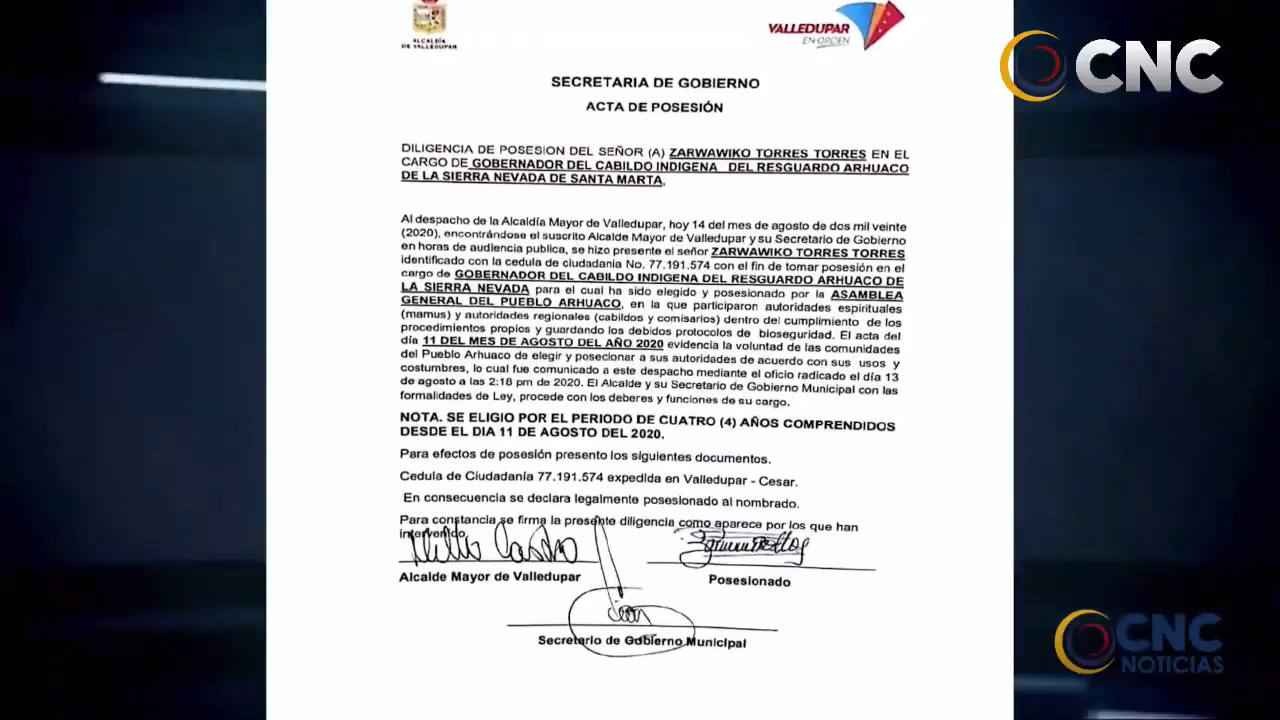 ALCALDÍA
DE VALLEDUPAR
VALLEDUPAR
EN ORDEN
CNC
SECRETARIA DE GOBIERNO
ACTA DE POSESIÓN
DILIGENCIA DE POSESION DEL SEÑOR (A) ZARWAWIKO TORRES TORRES EN EL
CARGO DE GOBERNADOR DEL CABILDO INDIGENA DEL RESGUARDO ARHUACO
DE LA SIERRA NEVADA DE SANTA MARTA,
Al despacho de la Alcaldía Mayor de Valledupar, hoy 14 del mes de agosto de dos mil veinte
(2020), encontrándose el suscrito Alcalde Mayor de Valledupar y su Secretario de Gobierno
en horas de audiencia publica, se hizo presente el señor ZARWAWIKO TORRES TORRES
identificado con la cedula de ciudadania No. 77.191.574 con el fin de tomar posesión en el
cargo de GOBERNADOR DEL CABILDO INDIGENA DEL RESGUARDO ARHUACO DE
LA SIERRA NEVADA para el cual ha sido elegido y posesionado por la ASAMBLEA
GENERAL DEL PUEBLO ARHUACO, en la que participaron autoridades espirituales
(mamus) y autoridades regionales (cabildos y comisarios) dentro del cumplimiento de los
procedimientos propios y guardando los debidos protocolos de bioseguridad. El acta del
día 11 DEL MES DE AGOSTO DEL AÑO 2020 evidencia la voluntad de las comunidades
del Pueblo Arhuaco de elegir y posecionar a sus autoridades de acuerdo con sus usos y
costumbres, lo cual fue comunicado a este despacho mediante el oficio radicado el día 13
de agosto a las 2:18 pm de 2020. El Alcalde y su Secretario de Gobierno Municipal con las
formalidades de Ley, procede con los deberes y funciones de su cargo.
NOTA. SE ELIGIO POR EL PERIODO DE CUATRO (4) AÑOS COMPRENDIDOS
DESDE EL DIA 11 DE AGOSTO DEL 2020.
Para efectos de posesión presento los siguientes documentos.
Cedula de Ciudadanía 77.191.574 expedida en Valledupar - Cesar.
En consecuencia se declara legalmente posesionado al nombrado.
Para constancia se firma la presente diligencia como aparece por los que han
intervenido.
Alcalde Mayor de Valledupar
Posesionado
Secretario de Gobierno Municipal
CNC
NOTICIAS